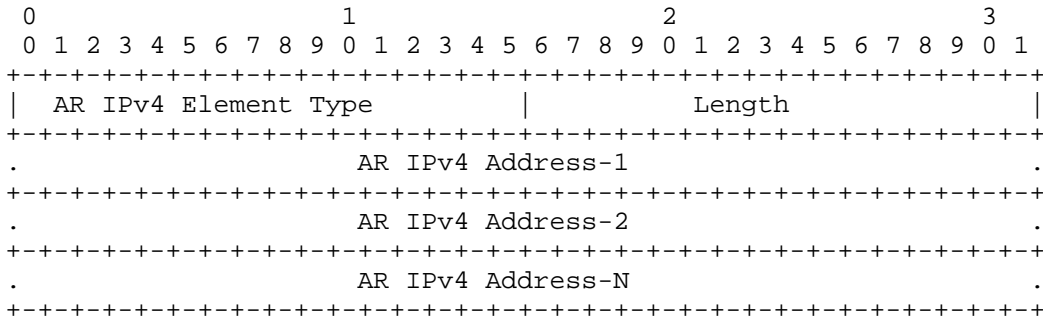 0                   1                   2                   3
 0 1 2 3 4 5 6 7 8 9 0 1 2 3 4 5 6 7 8 9 0 1 2 3 4 5 6 7 8 9 0 1
+-+-+-+-+-+-+-+-+-+-+-+-+-+-+-+-+-+-+-+-+-+-+-+-+-+-+-+-+-+-+-+-+
|  AR IPv4 Element Type         |          Length               |
+-+-+-+-+-+-+-+-+-+-+-+-+-+-+-+-+-+-+-+-+-+-+-+-+-+-+-+-+-+-+-+-+
.                     AR IPv4 Address-1                         .
+-+-+-+-+-+-+-+-+-+-+-+-+-+-+-+-+-+-+-+-+-+-+-+-+-+-+-+-+-+-+-+-+
.                     AR IPv4 Address-2                         .
+-+-+-+-+-+-+-+-+-+-+-+-+-+-+-+-+-+-+-+-+-+-+-+-+-+-+-+-+-+-+-+-+
.                     AR IPv4 Address-N                         .
+-+-+-+-+-+-+-+-+-+-+-+-+-+-+-+-+-+-+-+-+-+-+-+-+-+-+-+-+-+-+-+-+